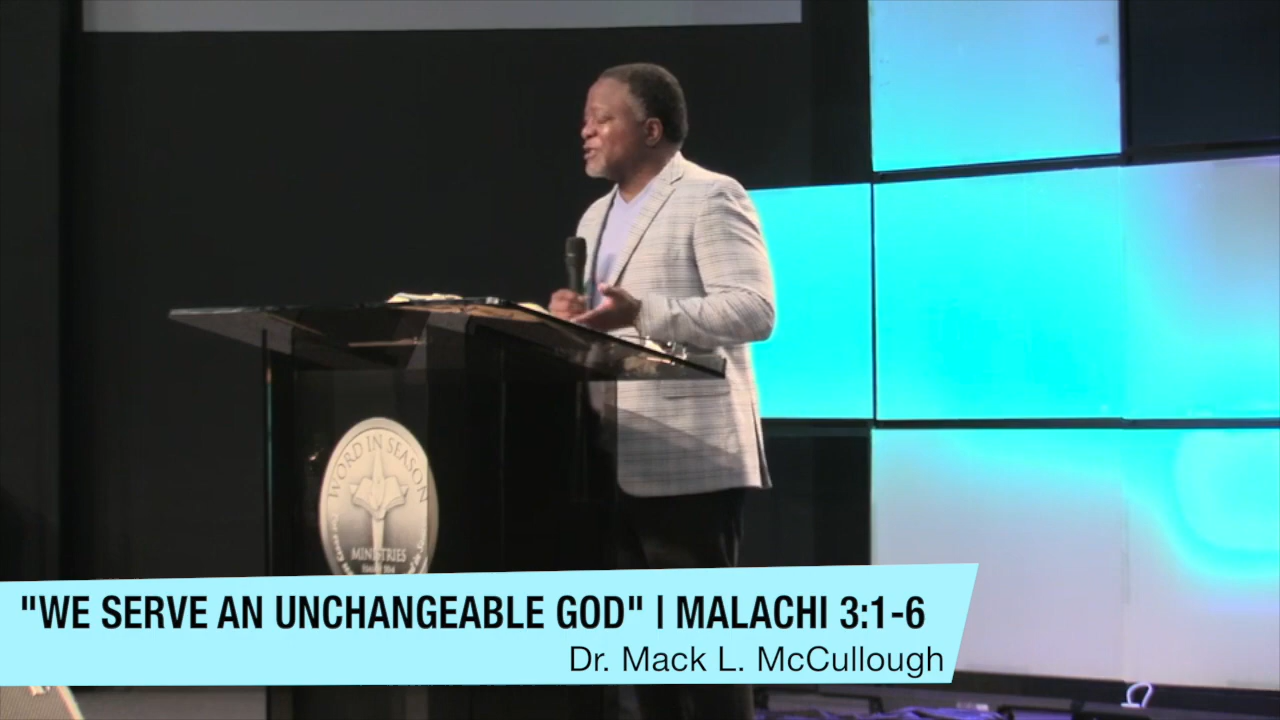 WORD IN SEASON
MINISTRIES
"WE SERVE AN UNCHANGEABLE GOD" | MALACHI 3:1-6
Dr. Mack L. McCullough